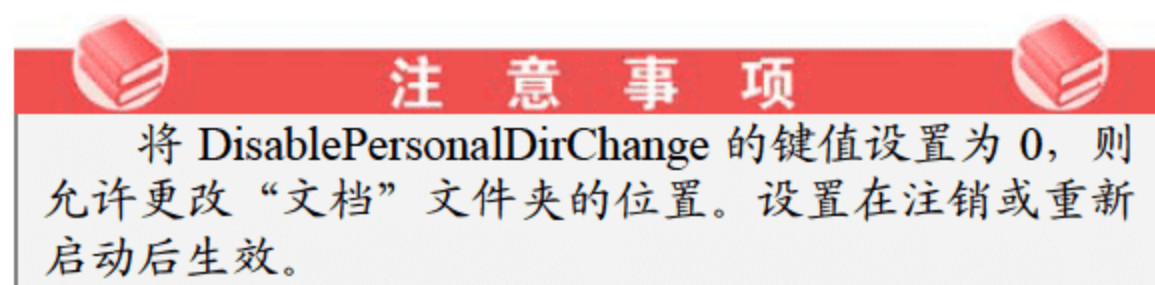 注意事项
将 DisablePersonalDirChange 的键值设置为 0，则
允许更改“文档”文件夹的位置。设置在注销或重新
启动后生效。